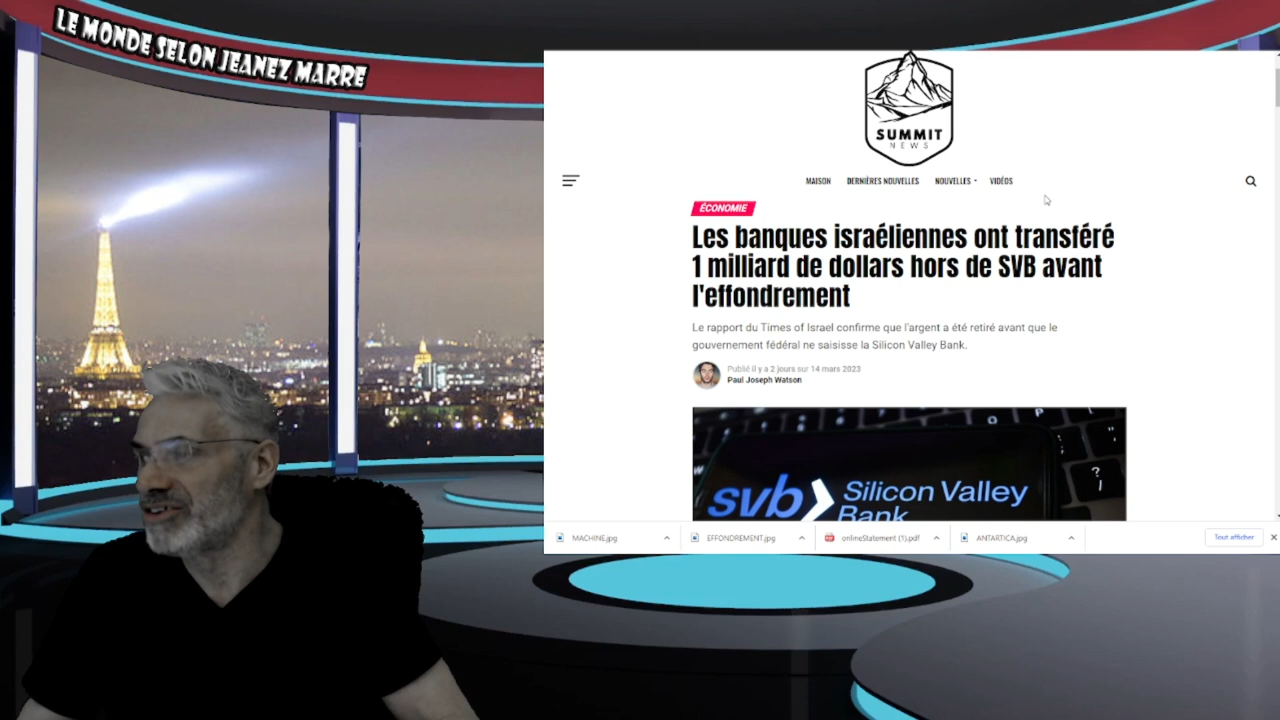 LE MONDE SELON JEANEZ MARRE
SUMMIT
NEWS
MAISON DERNIÈRES NOUVELLES NOUVELLES VIDÉOS
ÉCONOMIE
Les banques israéliennes ont transféré
1 milliard de dollars hors de SVB avant
l'effondrement
Le rapport du Times of Israel confirme que l'argent a été retiré avant que le
gouvernement fédéral ne saisisse la Silicon Valley Bank.
Publié il y a 2 jours sur 14 mars 2023
Paul Joseph Watson
svb Silicon Valley
Bank
MACHINE.jpg EFFONDREMENT.jpg onlineStatement (1).pdf ANTARTICA.jpg Tout afficher